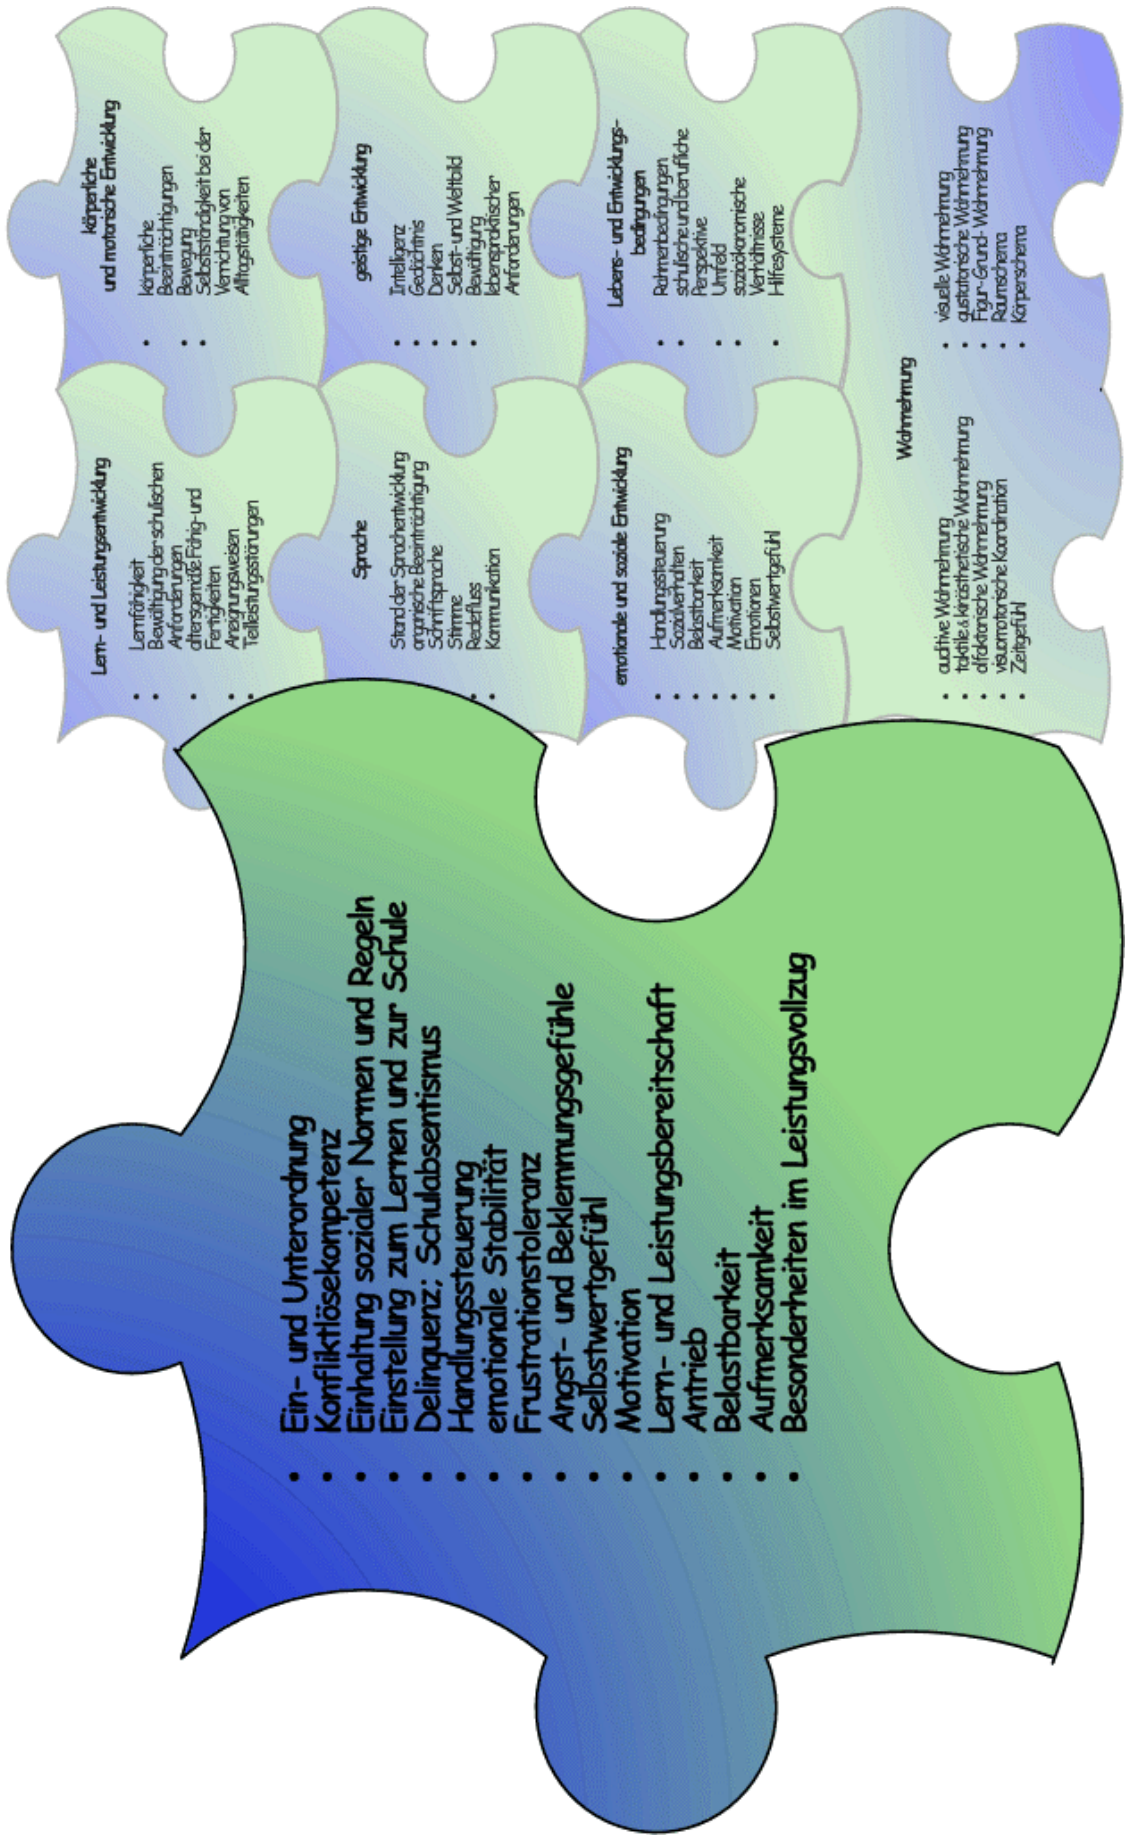 Lern- und Leistungsentwicklung
• Lernfähigkeit
• Bewältigung der schulischen
Anforderungen
• altersgemäße Fähig- und
Fertigkeiten
• Aneignungsweisen
• Teilleistungsstörungen
körperliche
und motorische Entwicklung
• körperliche
Beeinträchtigungen
• Bewegung
• Selbstständigkeit bei der
Verrichtung von
Alltagstätigkeiten
Sprache
Stand der Sprachentwicklung
organische Beeinträchtigung
Schriftsprache
Stimme
• Redefluss
• Kommunikation
geistige Entwicklung
• Intelligenz
• Gedächtnis
• Denken
• Selbst- und Weltbild
• Bewältigung
lebenspraktischer
Anforderungen
emotionale und soziale Entwicklung
• Handlungssteuerung
• Sozialverhalten
• Belastbarkeit
• Aufmerksamkeit
• Motivation
• Emotionen
• Selbstwertgefühl
Lebens- und Entwicklungs-
bedingungen
• Rahmenbedingungen
• schulische und berufliche
Perspektive
• Umfeld
• sozioökonomische
Verhältnisse
• Hilfesysteme
Wahrnehmung
• auditive Wahrnehmung
• taktile & kinästhetische Wahrnehmung
• olfaktorische Wahrnehmung
• visuomotorische Koordination
• Zeitgefühl
• visuelle Wahrnehmung
• gustatorische Wahrnehmung
• Figur-Grund- Wahrnehmung
• Raumschema
• Körperschema
• Ein- und Unterordnung
• Konfliktlösekompetenz
• Einhaltung sozialer Normen und Regeln
• Einstellung zum Lernen und zur Schule
• Delinquenz; Schulabsentismus
• Handlungssteuerung
• emotionale Stabilität
• Frustrationstoleranz
• Angst- und Beklemmungsgefühle
• Selbstwertgefühl
• Motivation
• Lern- und Leistungsbereitschaft
• Antrieb
• Belastbarkeit
• Aufmerksamkeit
• Besonderheiten im Leistungsvollzug